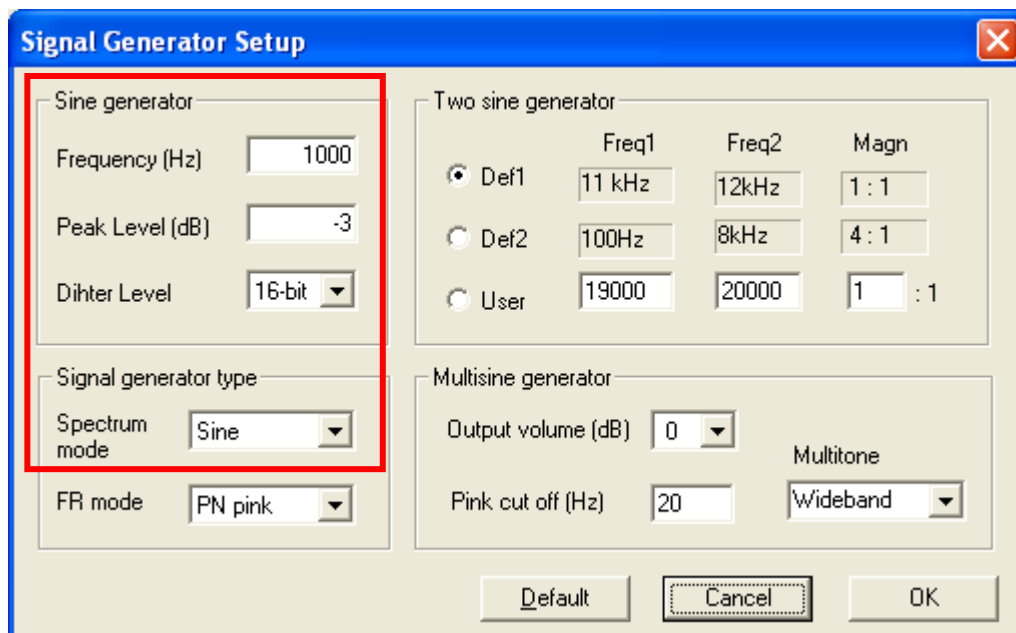 Signal Generator Setup
Sine generator
Frequency (Hz) 1000
Peak Level (dB) -3
Dihter Level 16-bit
Signal generator type
Spectrum mode Sine
FR mode PN pink
Two sine generator
Freq1 Freq2 Magn
Def1 11 kHz 12kHz 1 : 1
Def2 100Hz 8kHz 4 : 1
User 19000 20000 1 : 1
Multisine generator
Output volume (dB) 0
Multitone
Pink cut off (Hz) 20 Wideband
Default Cancel OK